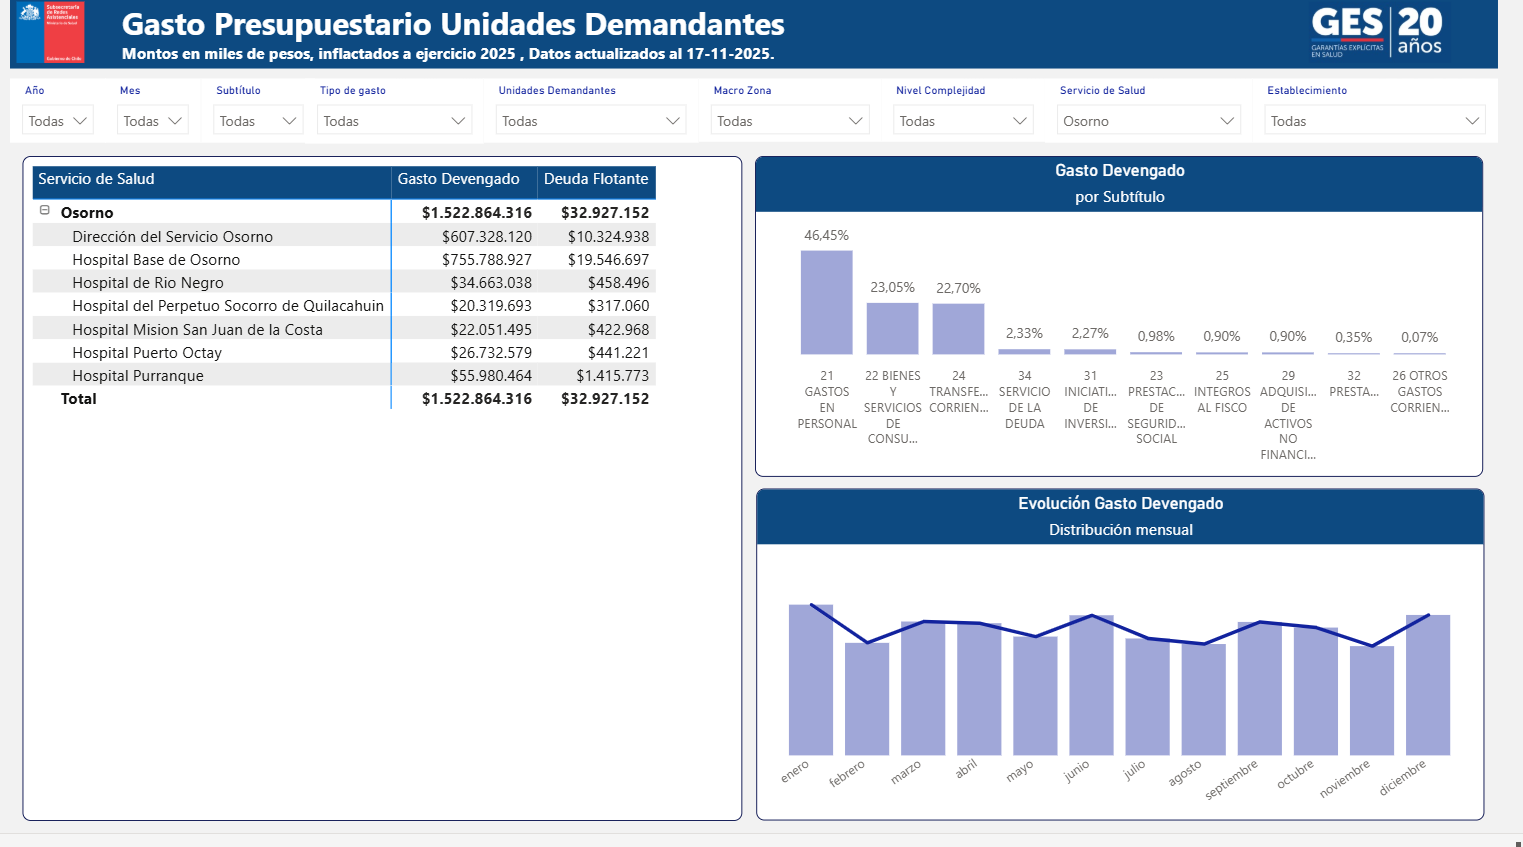 Subsecretaría
de Redes
Asistenciales
Ministerio de Salud
Gobierno de Chile
Gasto Presupuestario Unidades Demandantes
Montos en miles de pesos, inflactados a ejercicio 2025 , Datos actualizados al 17-11-2025.
GES 20 años
GARANTÍAS EXPLÍCITAS
EN SALUD
Año
Todas
Mes
Todas
Subtítulo
Todas
Tipo de gasto
Todas
Unidades Demandantes
Todas
Macro Zona
Todas
Nivel Complejidad
Todas
Servicio de Salud
Osorno
Establecimiento
Todas
Servicio de Salud Gasto Devengado Deuda Flotante
Osorno $1.522.864.316 $32.927.152
Dirección del Servicio Osorno $607.328.120 $10.324.938
Hospital Base de Osorno $755.788.927 $19.546.697
Hospital de Rio Negro $34.663.038 $458.496
Hospital del Perpetuo Socorro de Quilacahuin $20.319.693 $317.060
Hospital Mision San Juan de la Costa $22.051.495 $422.968
Hospital Puerto Octay $26.732.579 $441.221
Hospital Purranque $55.980.464 $1.415.773
Total $1.522.864.316 $32.927.152
Gasto Devengado
por Subtítulo
46,45%
23,05%
22,70%
2,33%
2,27%
0,98%
0,90%
0,90%
0,35%
0,07%
21
GASTOS
EN
PERSONAL
22 BIENES
Y
SERVICIOS
DE
CONSU...
24
TRANSFE...
CORRIEN...
34
SERVICIO
DE LA
DEUDA
31
INICIATI...
DE
INVERSI...
23
PRESTAC...
DE
SEGURID...
SOCIAL
25
INTEGROS
AL FISCO
29
ADQUISI...
DE
ACTIVOS
NO
FINANCI...
32
PRESTA...
26 OTROS
GASTOS
CORRIEN...
Evolución Gasto Devengado
Distribución mensual
enero
febrero
marzo
abril
mayo
junio
julio
agosto
septiembre
octubre
noviembre
diciembre